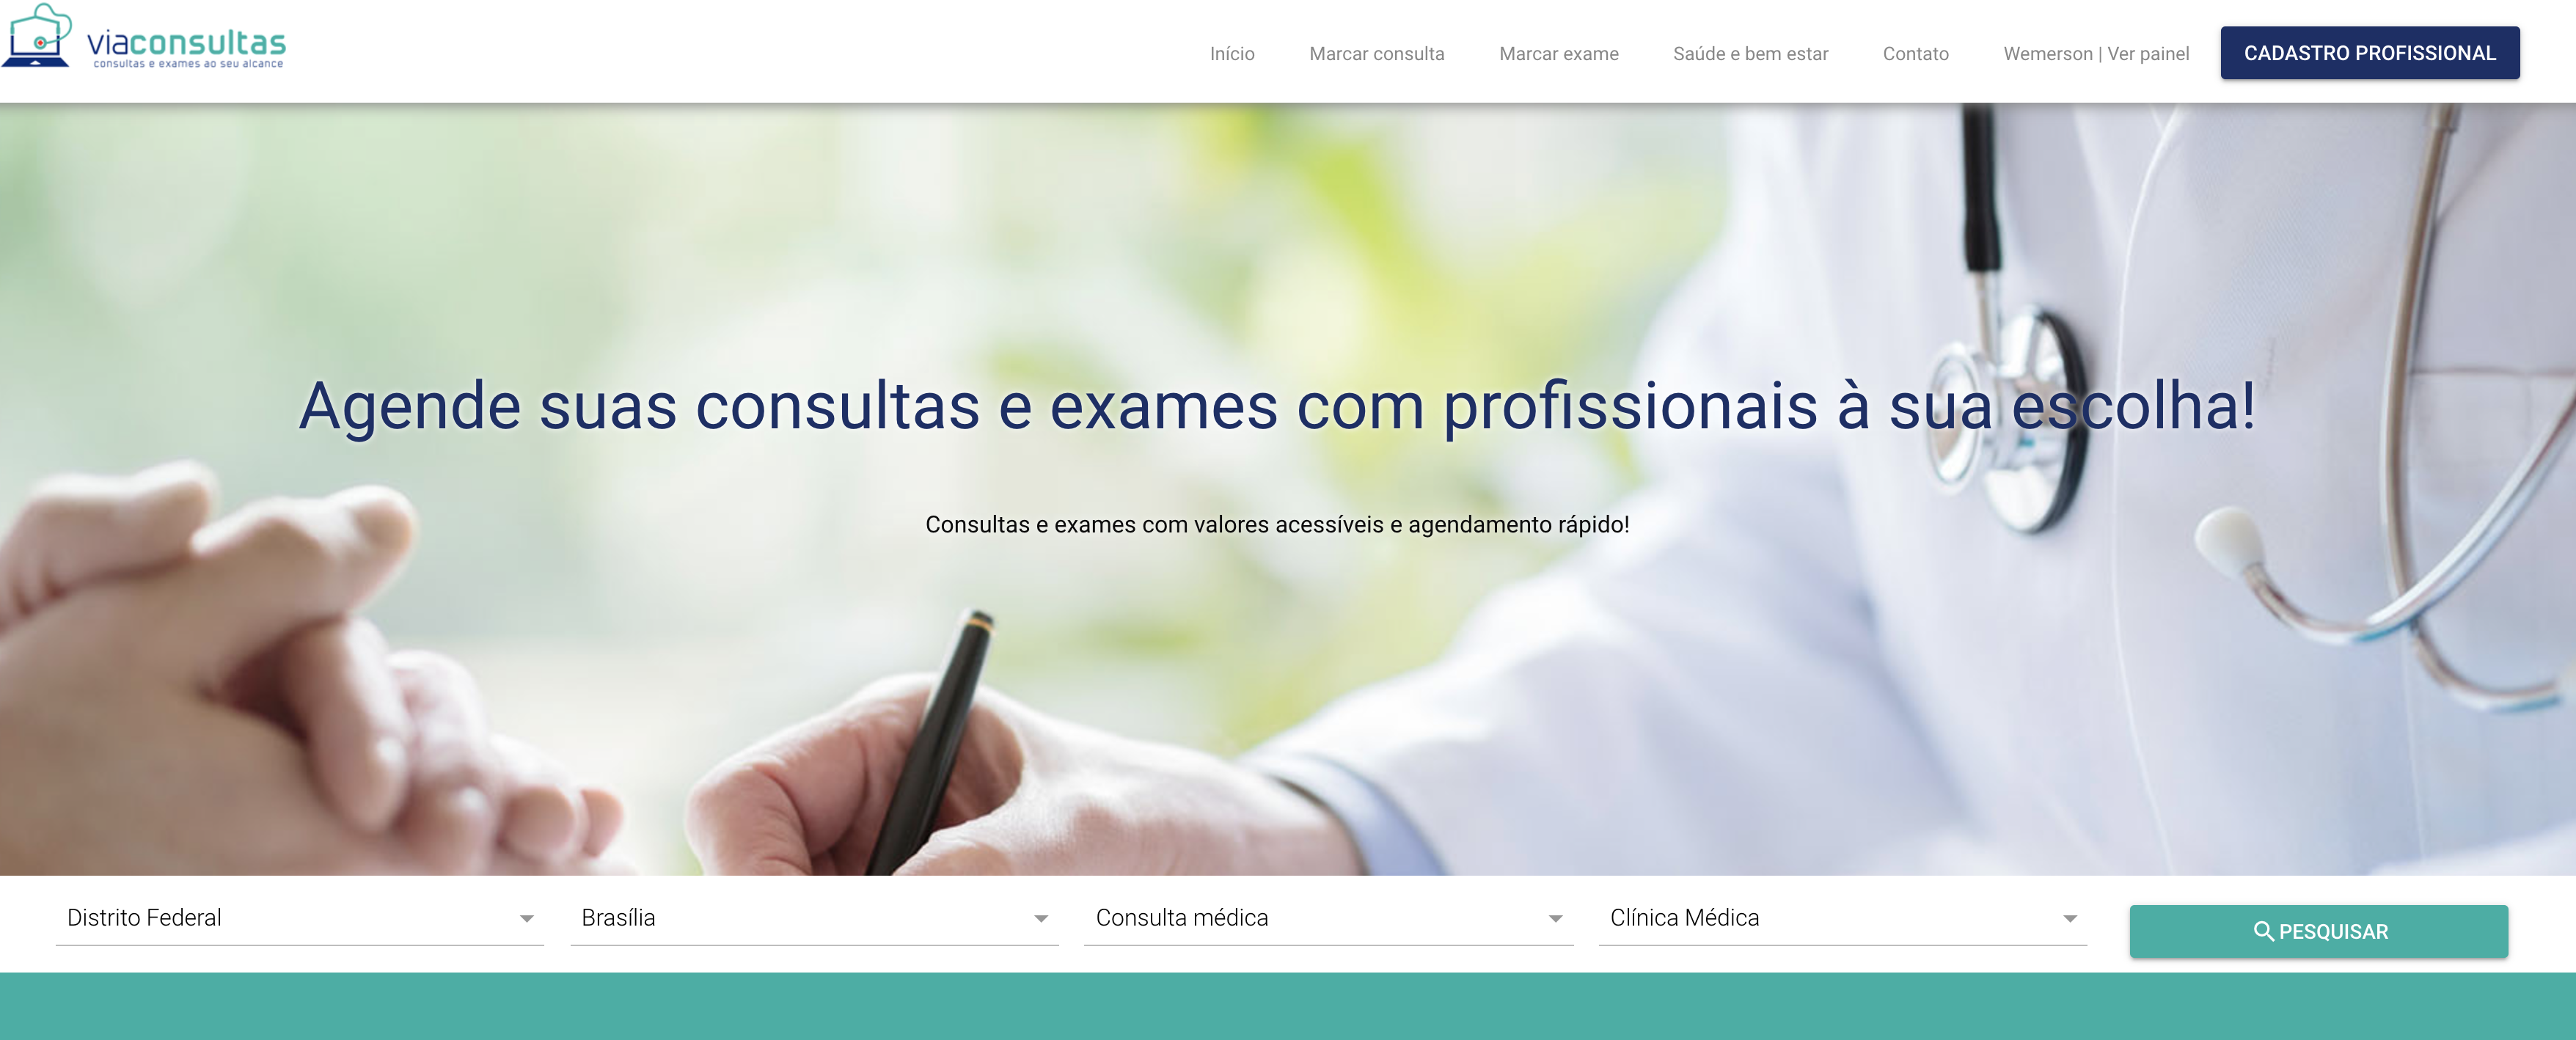 viaconsultas
consultas e exames ao seu alcance
Início
Marcar consulta
Marcar exame
Saúde e bem estar
Contato
Wemerson | Ver painel
CADASTRO PROFISSIONAL
Agende suas consultas e exames com profissionais à sua escolha!
Consultas e exames com valores acessíveis e agendamento rápido!
Distrito Federal
Brasília
Consulta médica
Clínica Médica
PESQUISAR